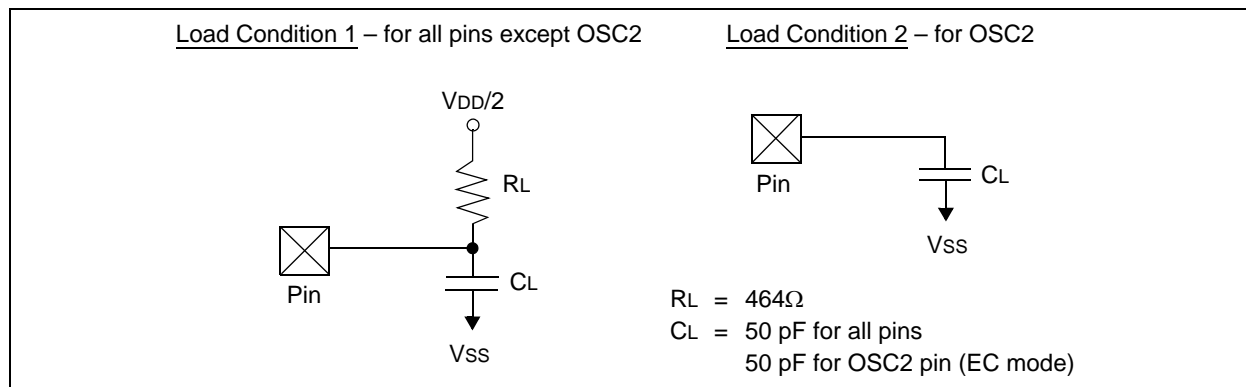 Load Condition 1 – for all pins except OSC2
Load Condition 2 – for OSC2
VDD/2
RL
Pin
CL
VSS
Pin
CL
VSS
RL = 464Ω
CL = 50 pF for all pins
50 pF for OSC2 pin (EC mode)